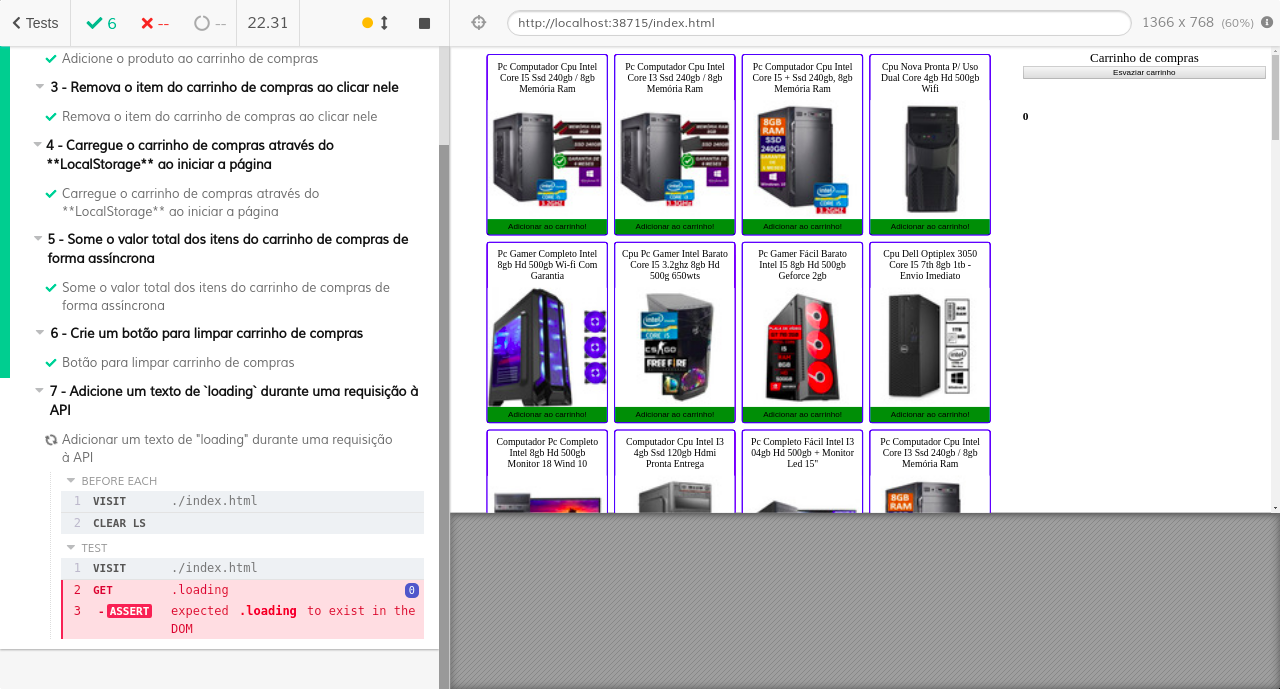 Tests
6
--
--
22.31
http://localhost:38715/index.html
1366 x 768 (60%)
Adicione o produto ao carrinho de compras
3 - Remova o item do carrinho de compras ao clicar nele
Remova o item do carrinho de compras ao clicar nele
4 - Carregue o carrinho de compras através do
**LocalStorage** ao iniciar a página
Carregue o carrinho de compras através do
**LocalStorage** ao iniciar a página
5 - Some o valor total dos itens do carrinho de compras de
forma assíncrona
Some o valor total dos itens do carrinho de compras de
forma assíncrona
6 - Crie um botão para limpar carrinho de compras
Botão para limpar carrinho de compras
7 - Adicione um texto de `loading` durante uma requisição à
API
Adicionar um texto de "loading" durante uma requisição
à API
BEFORE EACH
1 VISIT ./index.html
2 CLEAR LS
TEST
1 VISIT ./index.html
2 GET .loading 0
3 -ASSERT expected .loading to exist in the
DOM
Pc Computador Cpu Intel
Core I5 Ssd 240gb / 8gb
Memória Ram
Adicionar ao carrinho!
Pc Computador Cpu Intel
Core I3 Ssd 240gb / 8gb
Memória Ram
Adicionar ao carrinho!
Pc Computador Cpu Intel
Core I5 + Ssd 240gb, 8gb
Memória Ram
8GB
RAM
SSD
240GB
Adicionar ao carrinho!
Cpu Nova Pronta P/ Uso
Dual Core 4gb Hd 500gb
Wifi
Adicionar ao carrinho!
Pc Gamer Completo Intel
8gb Hd 500gb Wi-fi Com
Garantia
Adicionar ao carrinho!
Cpu Pc Gamer Intel Barato
Core I5 3.2ghz 8gb Hd
500g 650wts
Adicionar ao carrinho!
Pc Gamer Fácil Barato
Intel I5 8gb Hd 500gb
Geforce 2gb
Adicionar ao carrinho!
Cpu Dell Optiplex 3050
Core I5 7th 8gb 1tb -
Envio Imediato
Adicionar ao carrinho!
Computador Pc Completo
Intel 8gb Hd 500gb
Monitor 18 Wind 10
Computador Cpu Intel I3
4gb Ssd 120gb Hdmi
Pronta Entrega
Pc Completo Fácil Intel I3
04gb Hd 500gb + Monitor
Led 15"
Pc Computador Cpu Intel
Core I3 Ssd 240gb / 8gb
Memória Ram
8GB
RAM
Carrinho de compras
Esvaziar carrinho
0